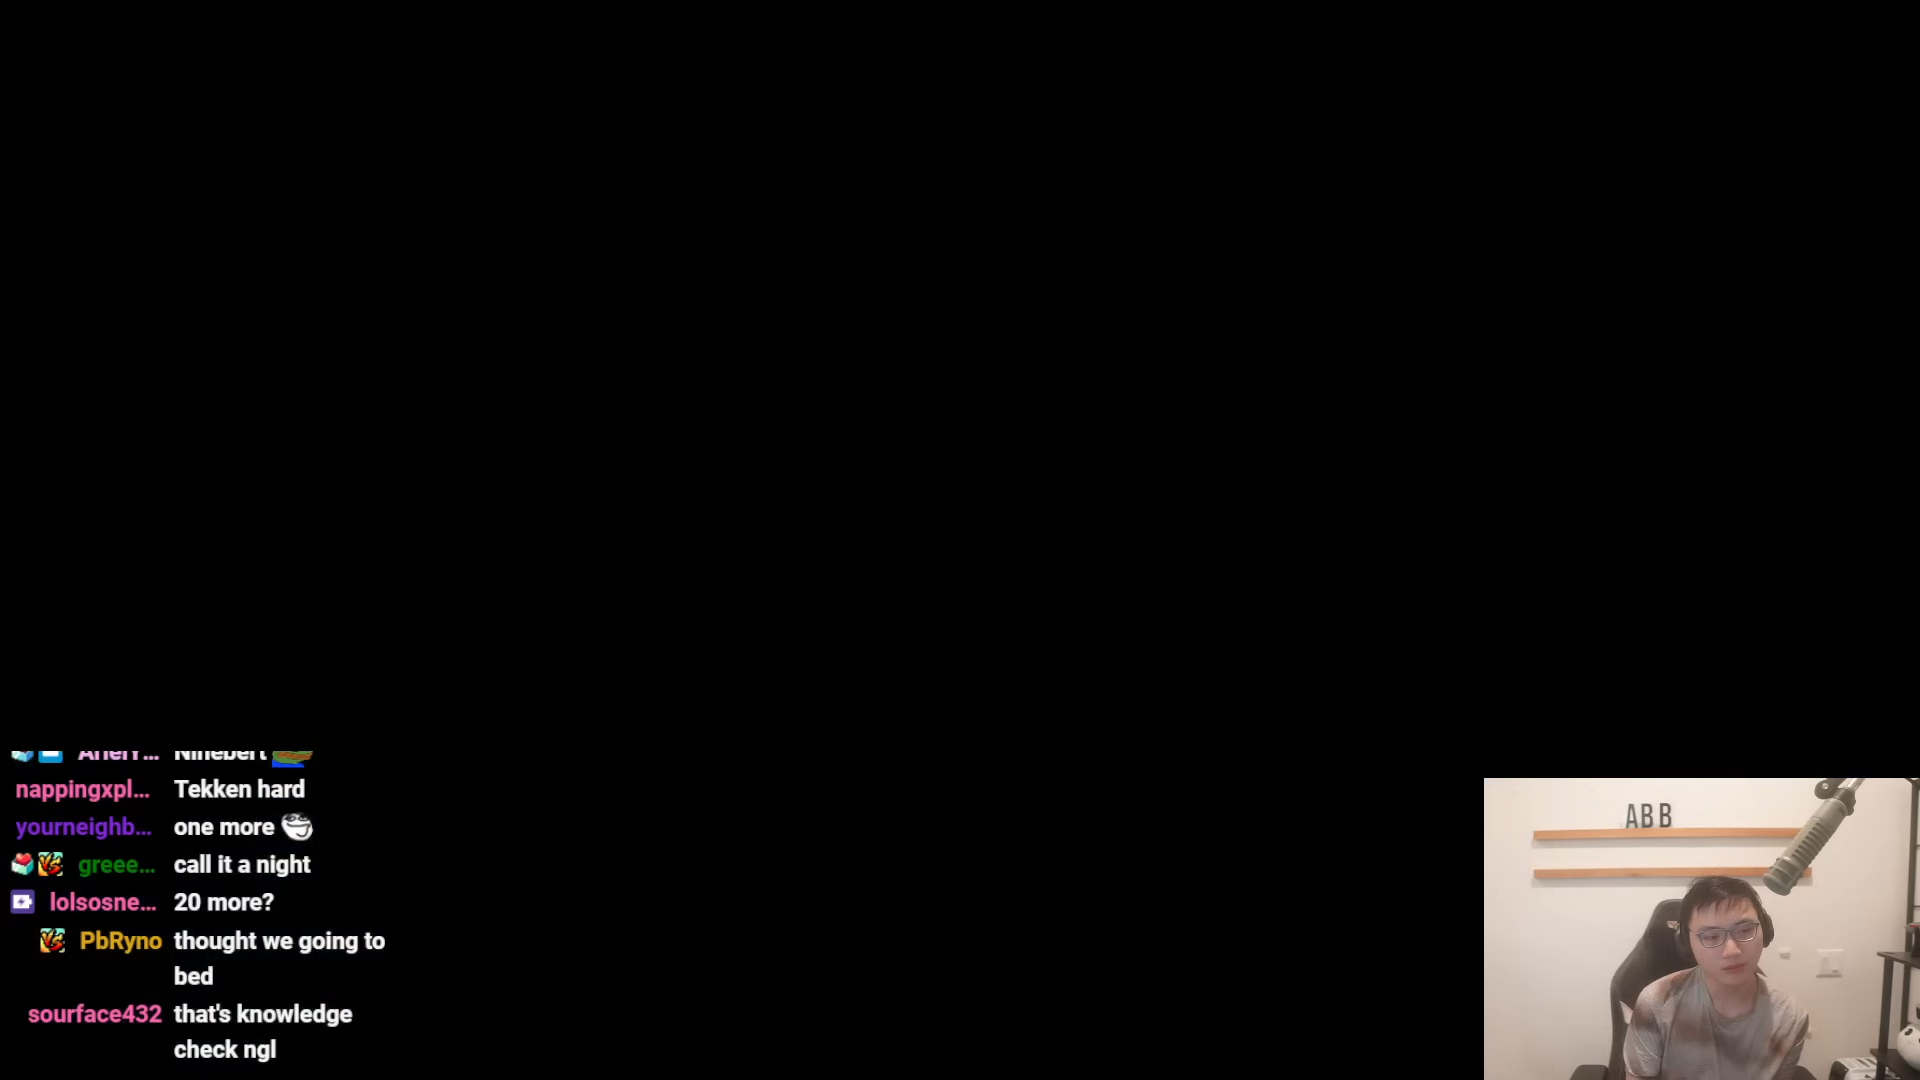 Ninebert
nappingxpl... Tekken hard
yourneighb... one more
greee... call it a night
lolsosne... 20 more?
PbRyno thought we going to
bed
sourface432 that's knowledge
check ngl
ABB